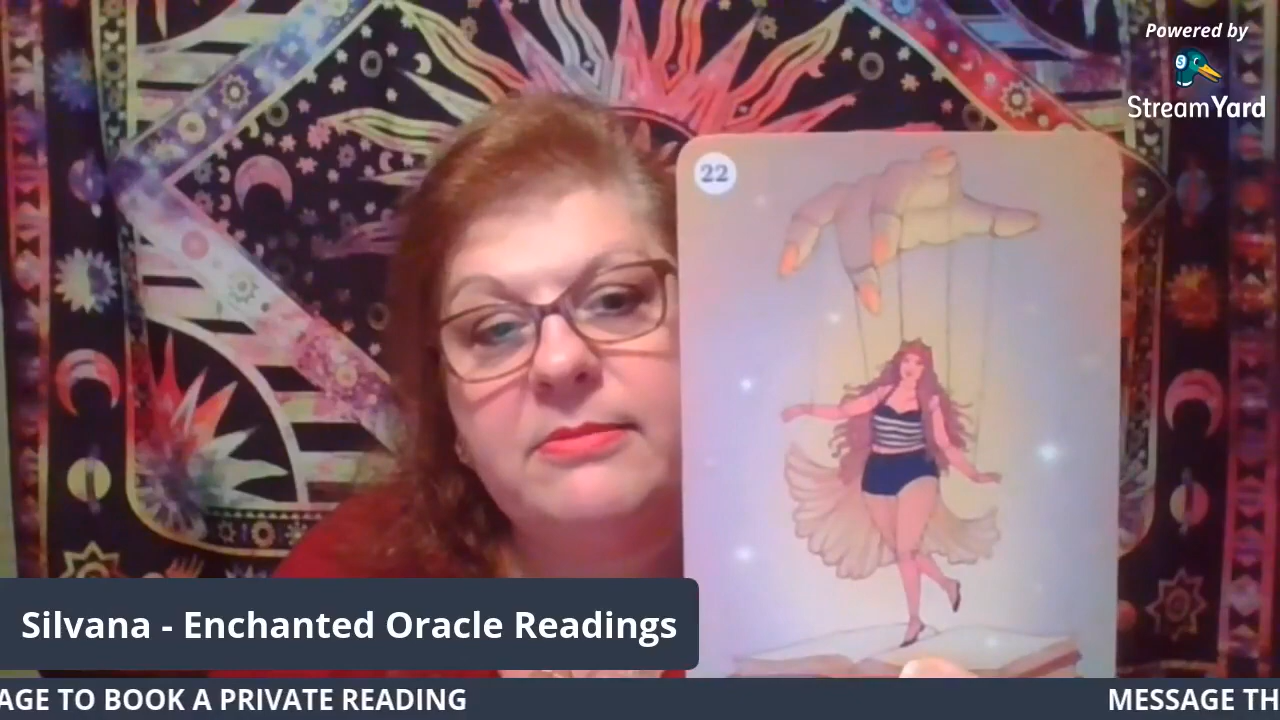 Powered by
StreamYard
22
Silvana - Enchanted Oracle Readings
AGE TO BOOK A PRIVATE READING
MESSAGE TH